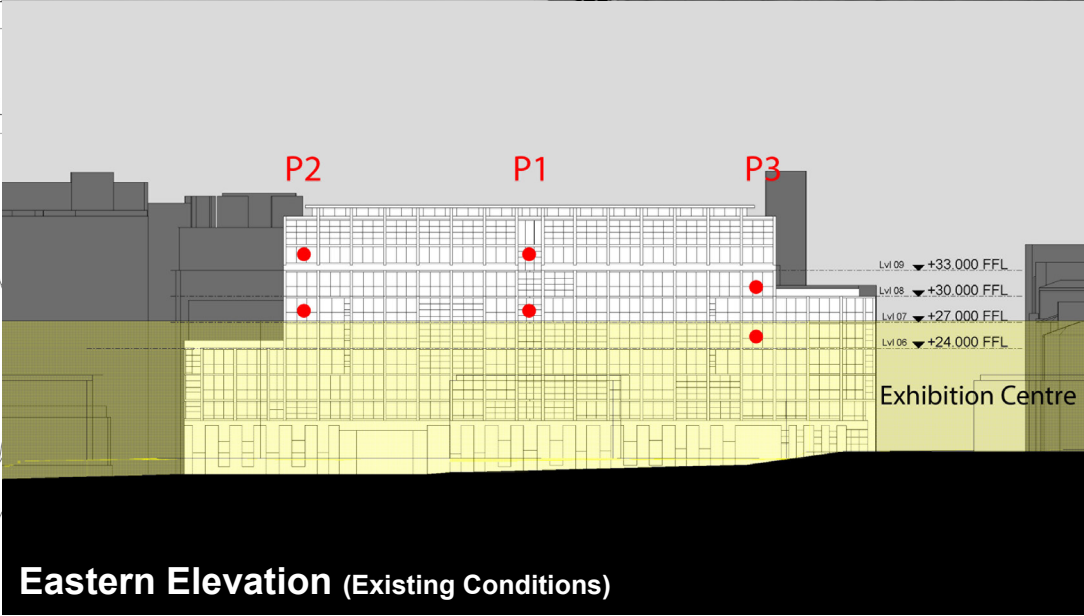 P2 P1 P3
Lvl 09 +33.000 FFL
Lvl 08 +30.000 FFL
Lvl 07 +27.000 FFL
Lvl 06 +24.000 FFL
Exhibition Centre
Eastern Elevation (Existing Conditions)